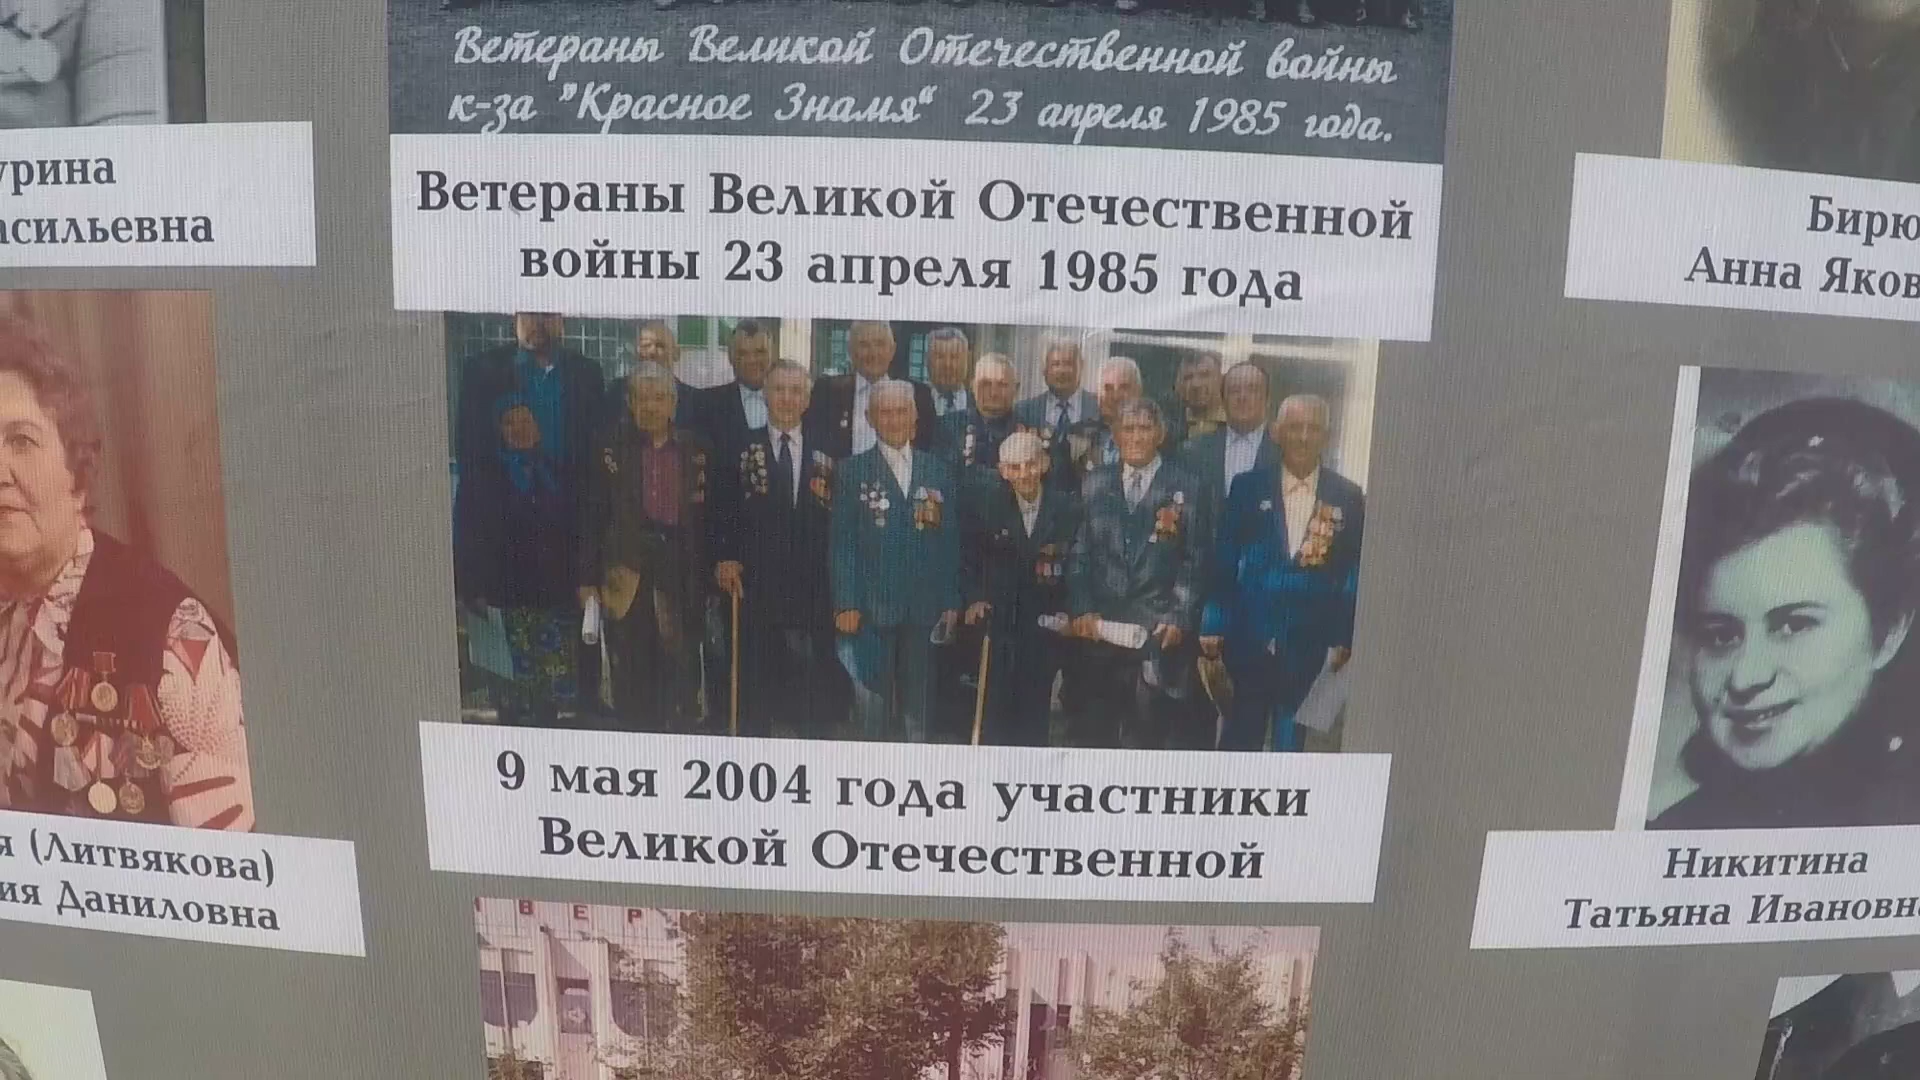 Ветераны Великой Отечественной войны
к-за "Красное Знамя" 23 апреля 1985 года.
Ветераны Великой Отечественной
войны 23 апреля 1985 года
урина
асильевна
Бирю
Анна Яков
9 мая 2004 года участники
Великой Отечественной
я (Литвякова)
ия Даниловна
Никитина
Татьяна Ивановна
В Е Р